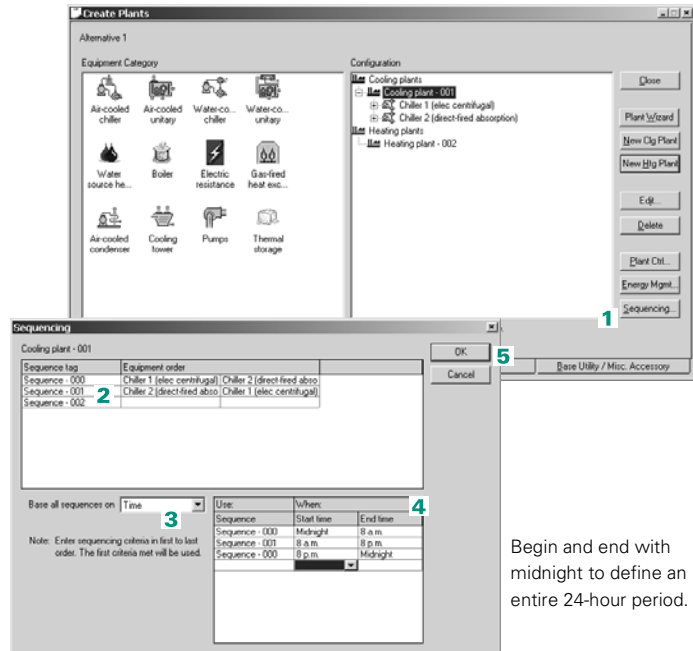 Create Plants
Alternative 1
Equipment Category
Configuration
Air-cooled chiller
Air-cooled unitary
Water-co... chiller
Water-co... unitary
Water source he...
Boiler
Electric resistance
Gas-fired heat exc...
Air-cooled condenser
Cooling tower
Pumps
Thermal storage
Cooling plants
Cooling plant - 001
Chiller 1 (elec centrifugal)
Chiller 2 (direct-fired absorption)
Heating plants
Heating plant - 002
Close
Plant Wizard
New Clg Plant
New Htg Plant
Edit...
Delete
Plant Ctrl...
Energy Mgmt...
1
Sequencing...
Base Utility / Misc. Accessory
Sequencing
Cooling plant - 001
OK
5
Cancel
Sequence tag Equipment order
Sequence - 000 Chiller 1 (elec centrifugal) Chiller 2 (direct-fired abso
Sequence - 001 Chiller 2 (direct-fired abso Chiller 1 (elec centrifugal)
2
Sequence - 002
Base all sequences on Time
3
Note: Enter sequencing criteria in first to last
order. The first criteria met will be used.
Use: When:
4
Sequence Start time End time
Sequence - 000 Midnight 8 a.m.
Sequence - 001 8 a.m. 8 p.m.
Sequence - 000 8 p.m. Midnight
Begin and end with
midnight to define an
entire 24-hour period.